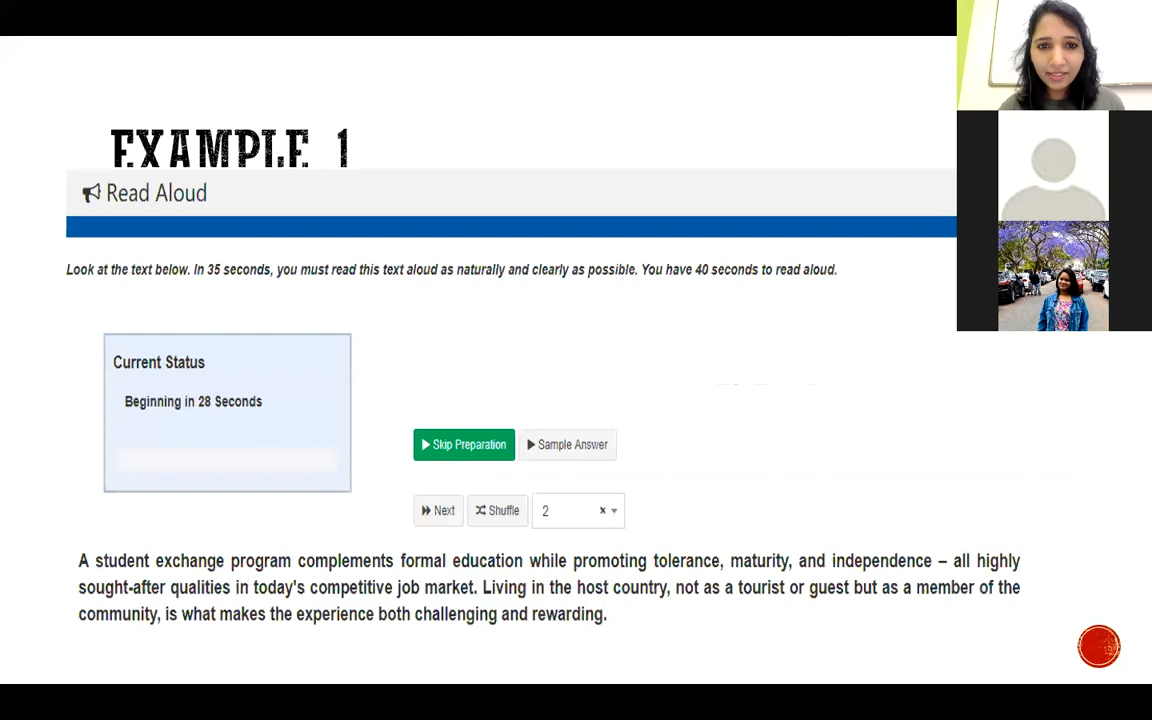 EXAMPLE 1
Read Aloud
Look at the text below. In 35 seconds, you must read this text aloud as naturally and clearly as possible. You have 40 seconds to read aloud.
Current Status
Beginning in 28 Seconds
Skip Preparation
Sample Answer
Next
Shuffle
2
A student exchange program complements formal education while promoting tolerance, maturity, and independence – all highly
sought-after qualities in today's competitive job market. Living in the host country, not as a tourist or guest but as a member of the
community, is what makes the experience both challenging and rewarding.